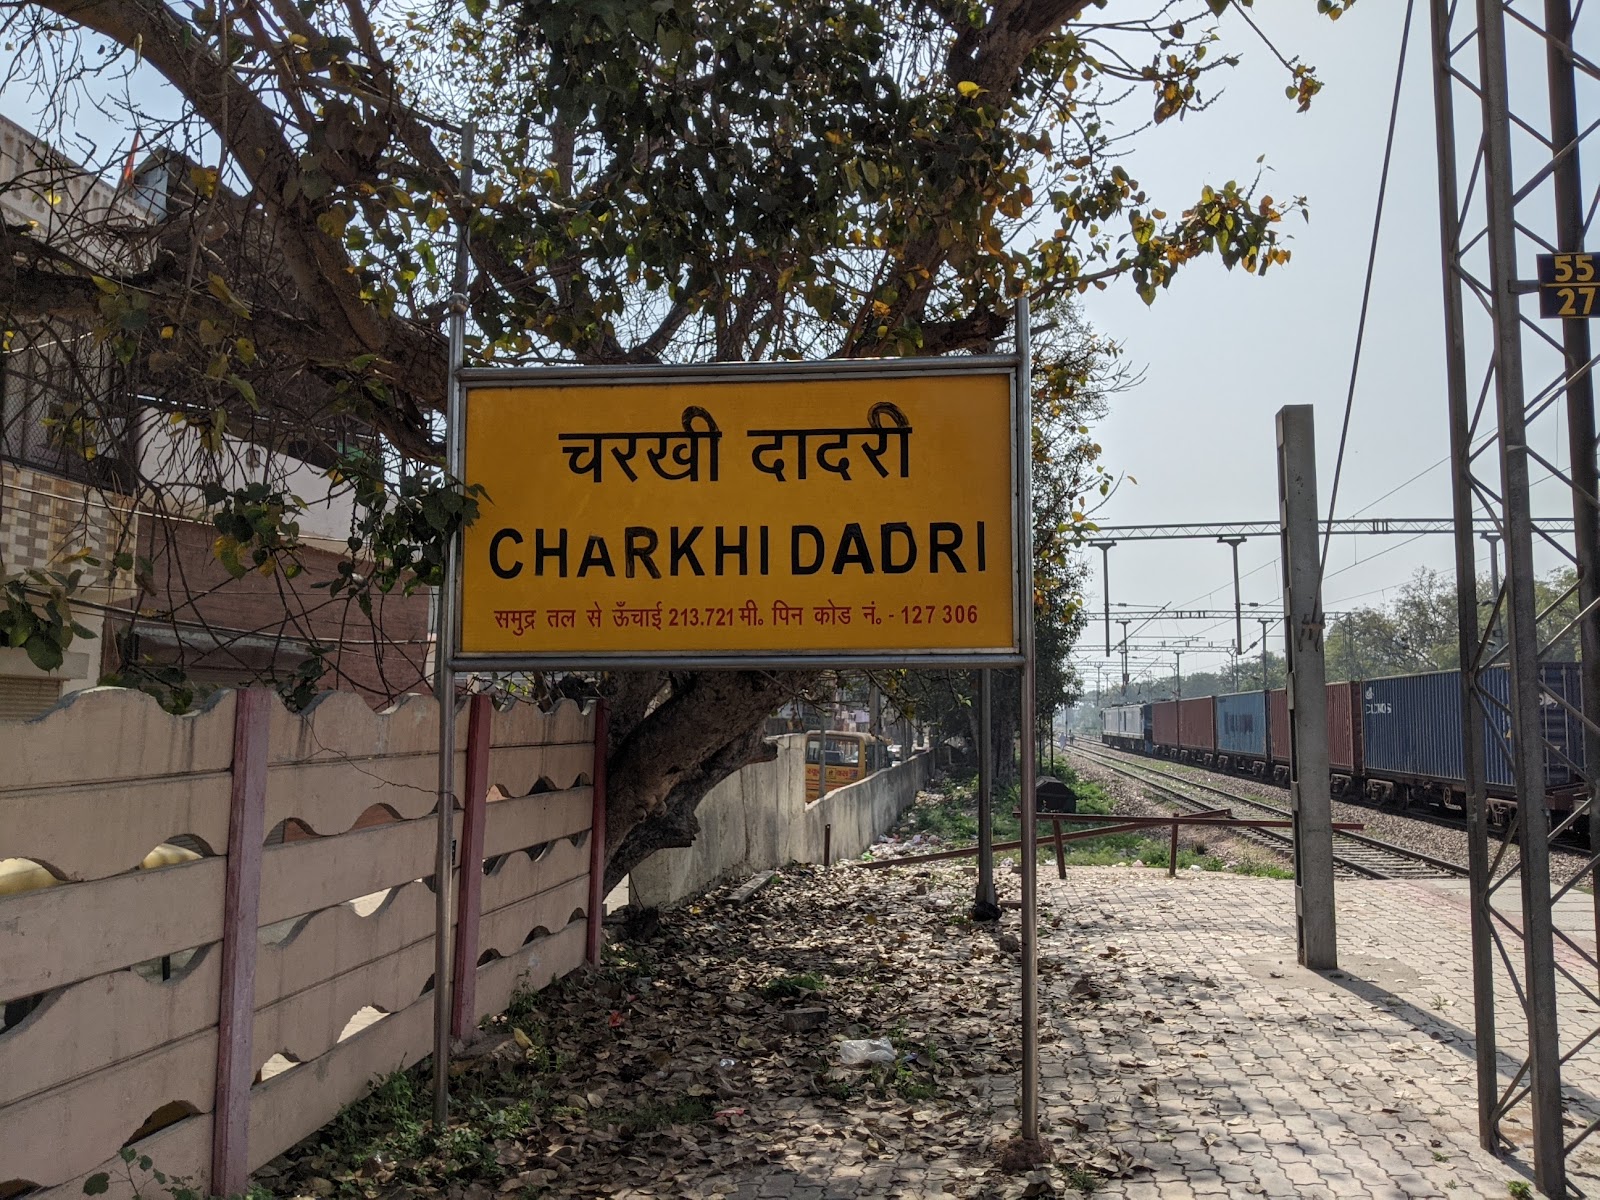 चरखी दादरी
CHARKHI DADRI
समुद्र तल से ऊँचाई 213.721 मी॰ पिन कोड नं॰ - 127 306
55
27